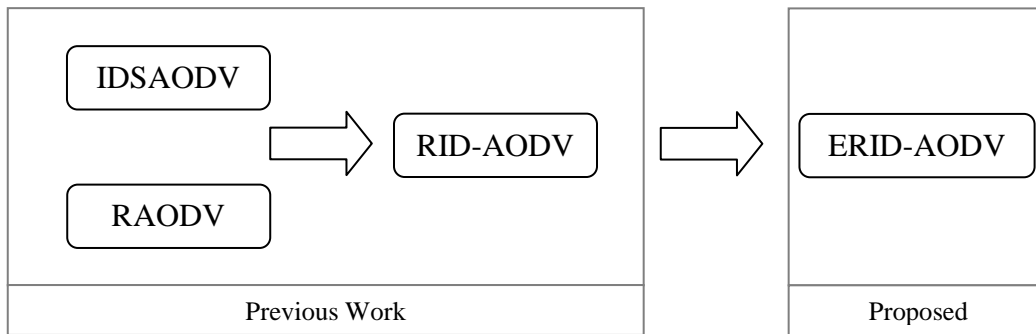 IDSAODV
RAODV
RID-AODV
ERID-AODV
Previous Work
Proposed